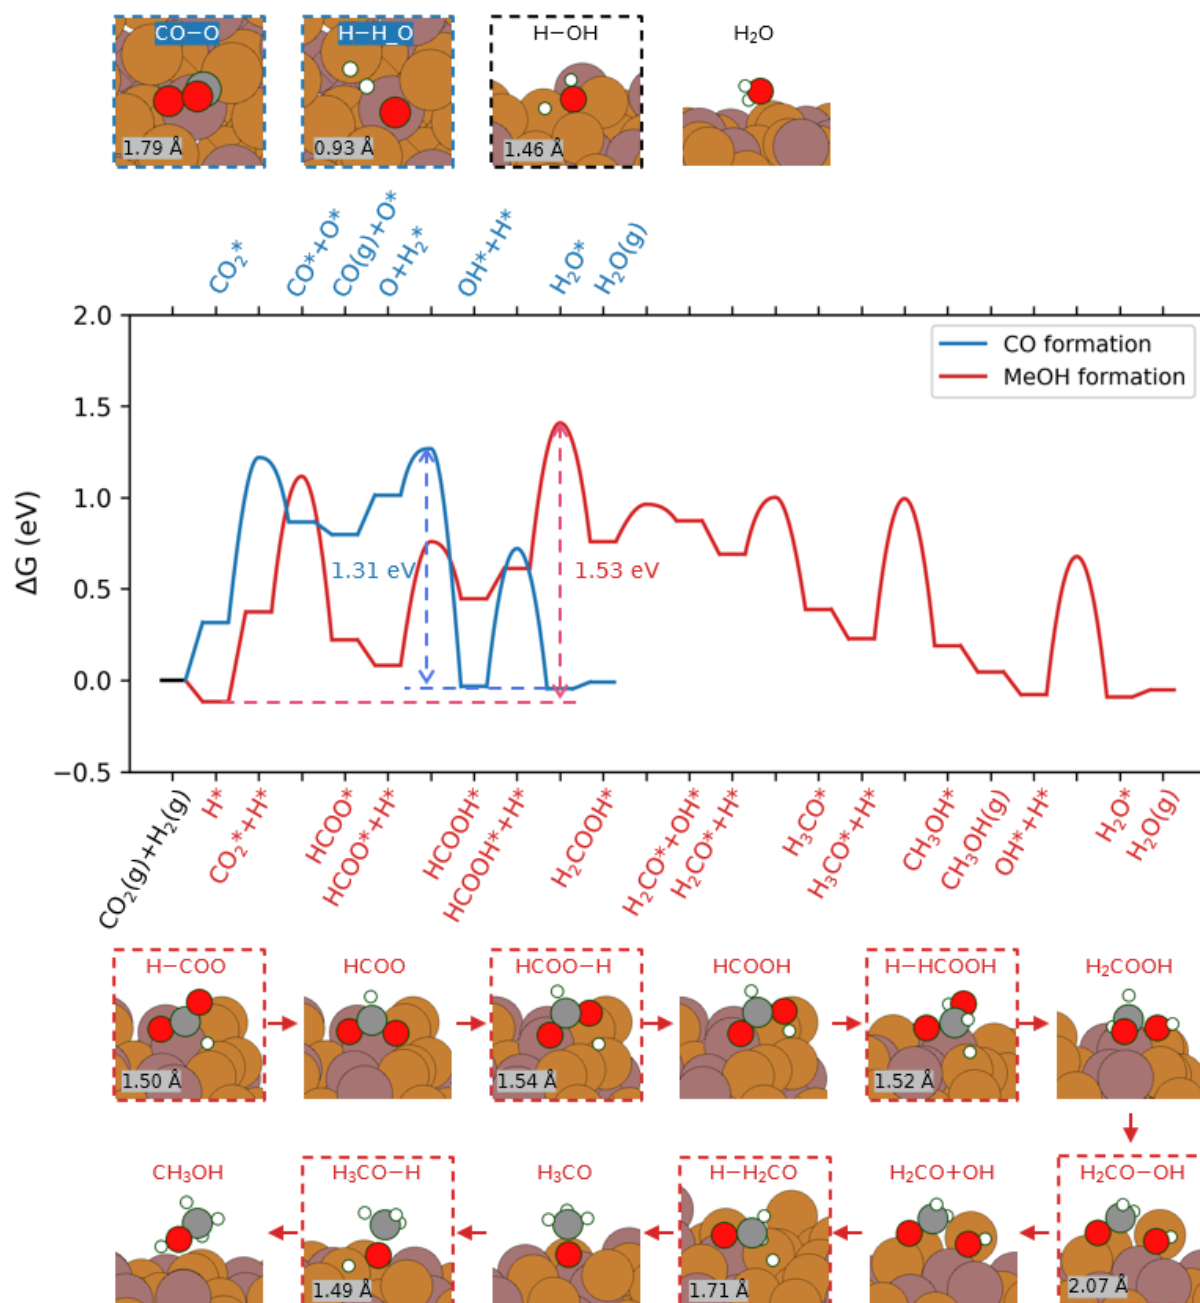 CO−O
H−H_O
H−OH
H₂O
1.79 Å
0.93 Å
1.46 Å
CO₂*
CO*+O*
CO(g)+O*
O+H₂*
OH*+H*
H₂O*
H₂O(g)
2.0
1.5
1.0
0.5
0.0
−0.5
ΔG (eV)
CO formation
MeOH formation
1.31 eV
1.53 eV
CO₂(g)+H₂(g)
H*
CO₂*+H*
HCOO*
HCOO*+H*
HCOOH*
HCOOH*+H*
H₂COOH*
H₂CO*+OH*
H₂CO*+H*
H₃CO*
H₃CO*+H*
CH₃OH*
CH₃OH(g)
OH*+H*
H₂O*
H₂O(g)
H−COO
HCOO
HCOO−H
HCOOH
H−HCOOH
H₂COOH
1.50 Å
1.54 Å
1.52 Å
CH₃OH
H₃CO−H
H₃CO
H−H₂CO
H₂CO+OH
H₂CO−OH
1.49 Å
1.71 Å
2.07 Å